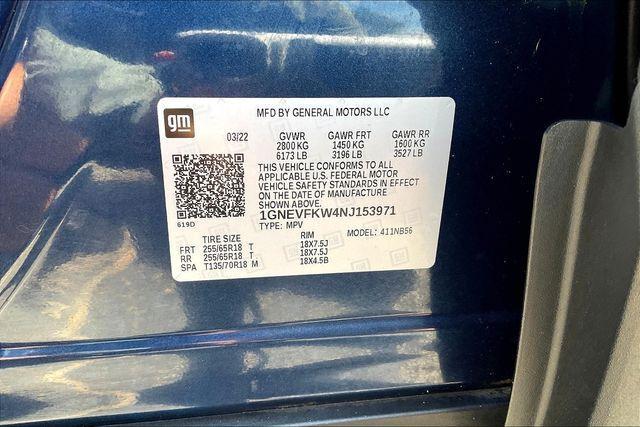 gm
MFD BY GENERAL MOTORS LLC
03/22 GVWR GAWR FRT GAWR RR
2800 KG 1450 KG 1600 KG
6173 LB 3196 LB 3527 LB
THIS VEHICLE CONFORMS TO ALL
APPLICABLE U.S. FEDERAL MOTOR
VEHICLE SAFETY STANDARDS IN EFFECT
ON THE DATE OF MANUFACTURE
SHOWN ABOVE.
1GNEVFKW4NJ153971
619D
TYPE: MPV MODEL: 411NB56
TIRE SIZE RIM
FRT 255/65R18 T 18X7.5J
RR 255/65R18 T 18X7.5J
SPA T135/70R18 M 18X4.5B